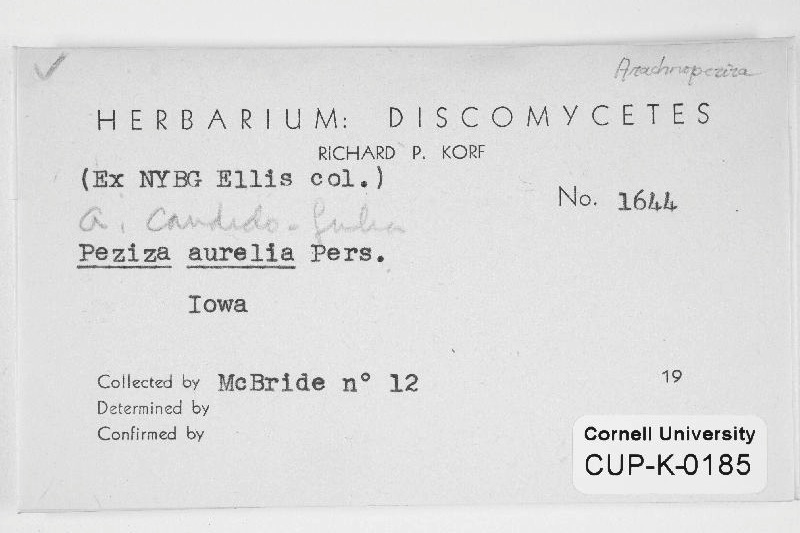 Arachnopeziza
HERBARIUM: DISCOMYCETES
RICHARD P. KORF
(Ex NYBG Ellis col.)
No. 1644
A. candido-fulva
Peziza aurelia Pers.
Iowa
Collected by McBride nº 12
19
Determined by
Confirmed by
Cornell University
CUP-K-0185